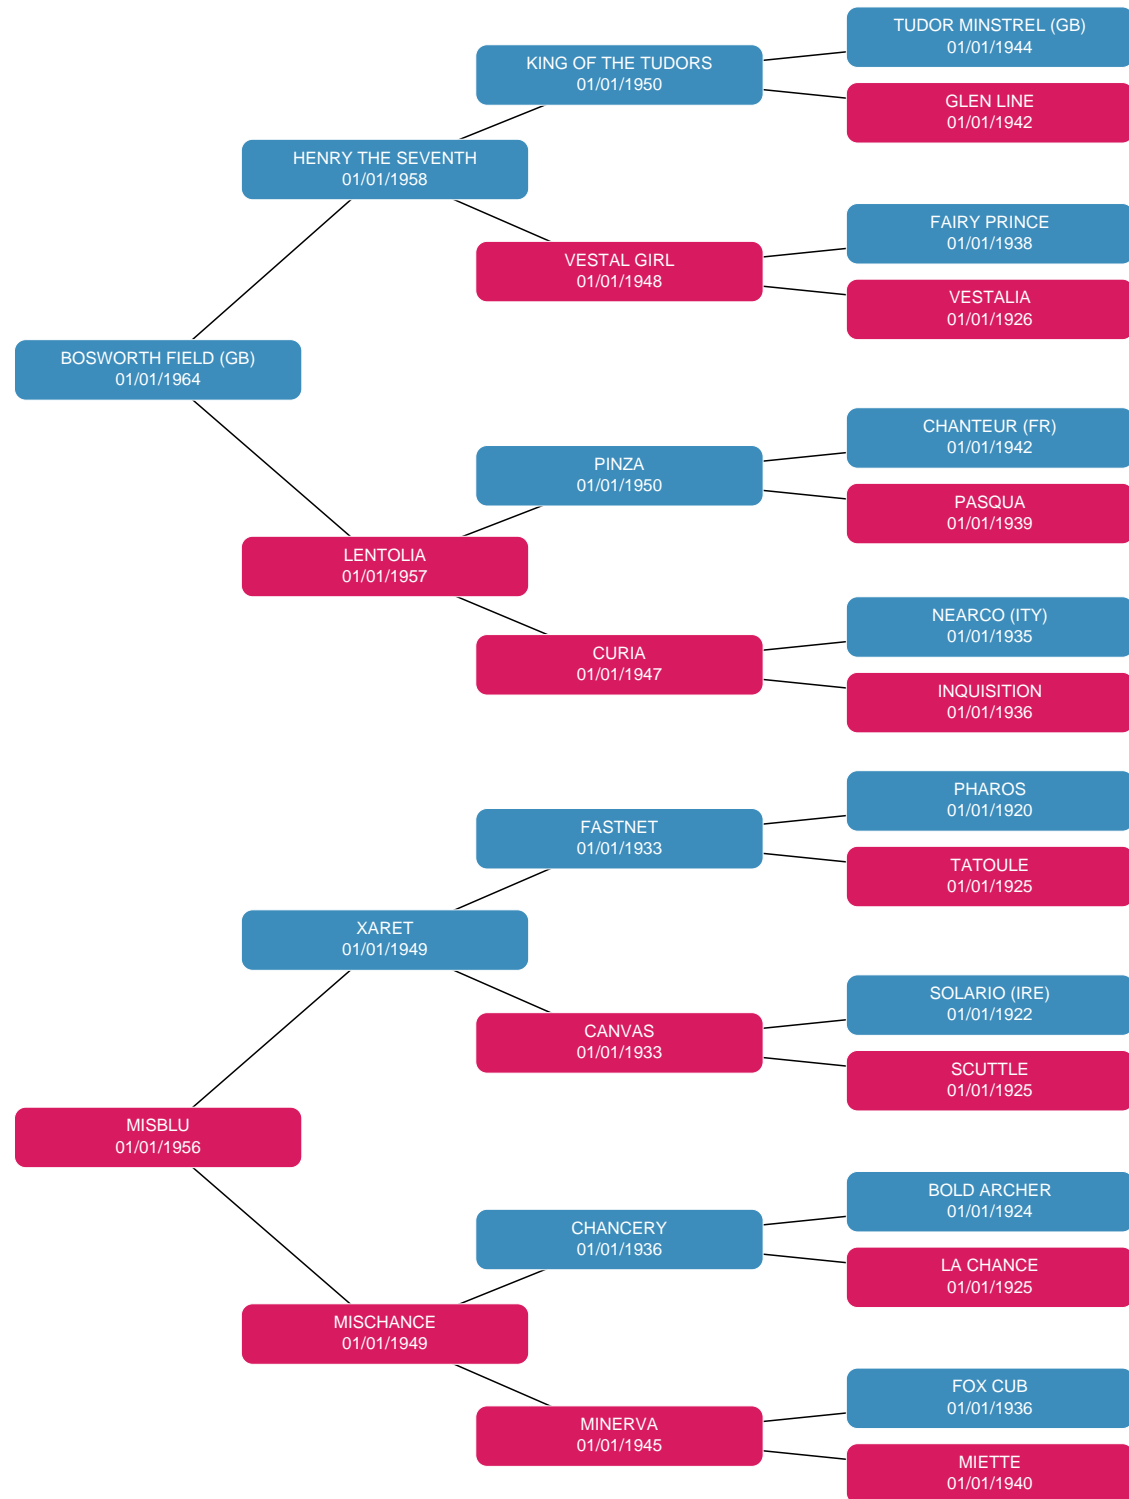 TUDOR MINSTREL (GB)
01/01/1944
KING OF THE TUDORS
01/01/1950
GLEN LINE
01/01/1942
HENRY THE SEVENTH
01/01/1958
FAIRY PRINCE
01/01/1938
VESTAL GIRL
01/01/1948
VESTALIA
01/01/1926
BOSWORTH FIELD (GB)
01/01/1964
CHANTEUR (FR)
01/01/1942
PINZA
01/01/1950
PASQUA
01/01/1939
LENTOLIA
01/01/1957
NEARCO (ITY)
01/01/1935
CURIA
01/01/1947
INQUISITION
01/01/1936
PHAROS
01/01/1920
FASTNET
01/01/1933
TATOULE
01/01/1925
XARET
01/01/1949
SOLARIO (IRE)
01/01/1922
CANVAS
01/01/1933
SCUTTLE
01/01/1925
MISBLU
01/01/1956
BOLD ARCHER
01/01/1924
CHANCERY
01/01/1936
LA CHANCE
01/01/1925
MISCHANCE
01/01/1949
FOX CUB
01/01/1936
MINERVA
01/01/1945
MIETTE
01/01/1940